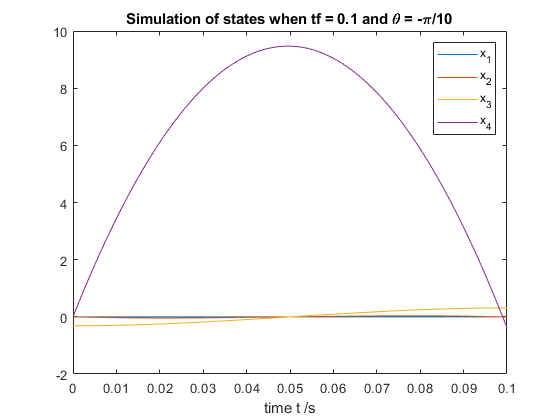 Simulation of states when tf = 0.1 and θ = -π/10
10
8
6
4
2
0
-2
x₁
x₂
x₃
x₄
0 0.01 0.02 0.03 0.04 0.05 0.06 0.07 0.08 0.09 0.1
time t /s